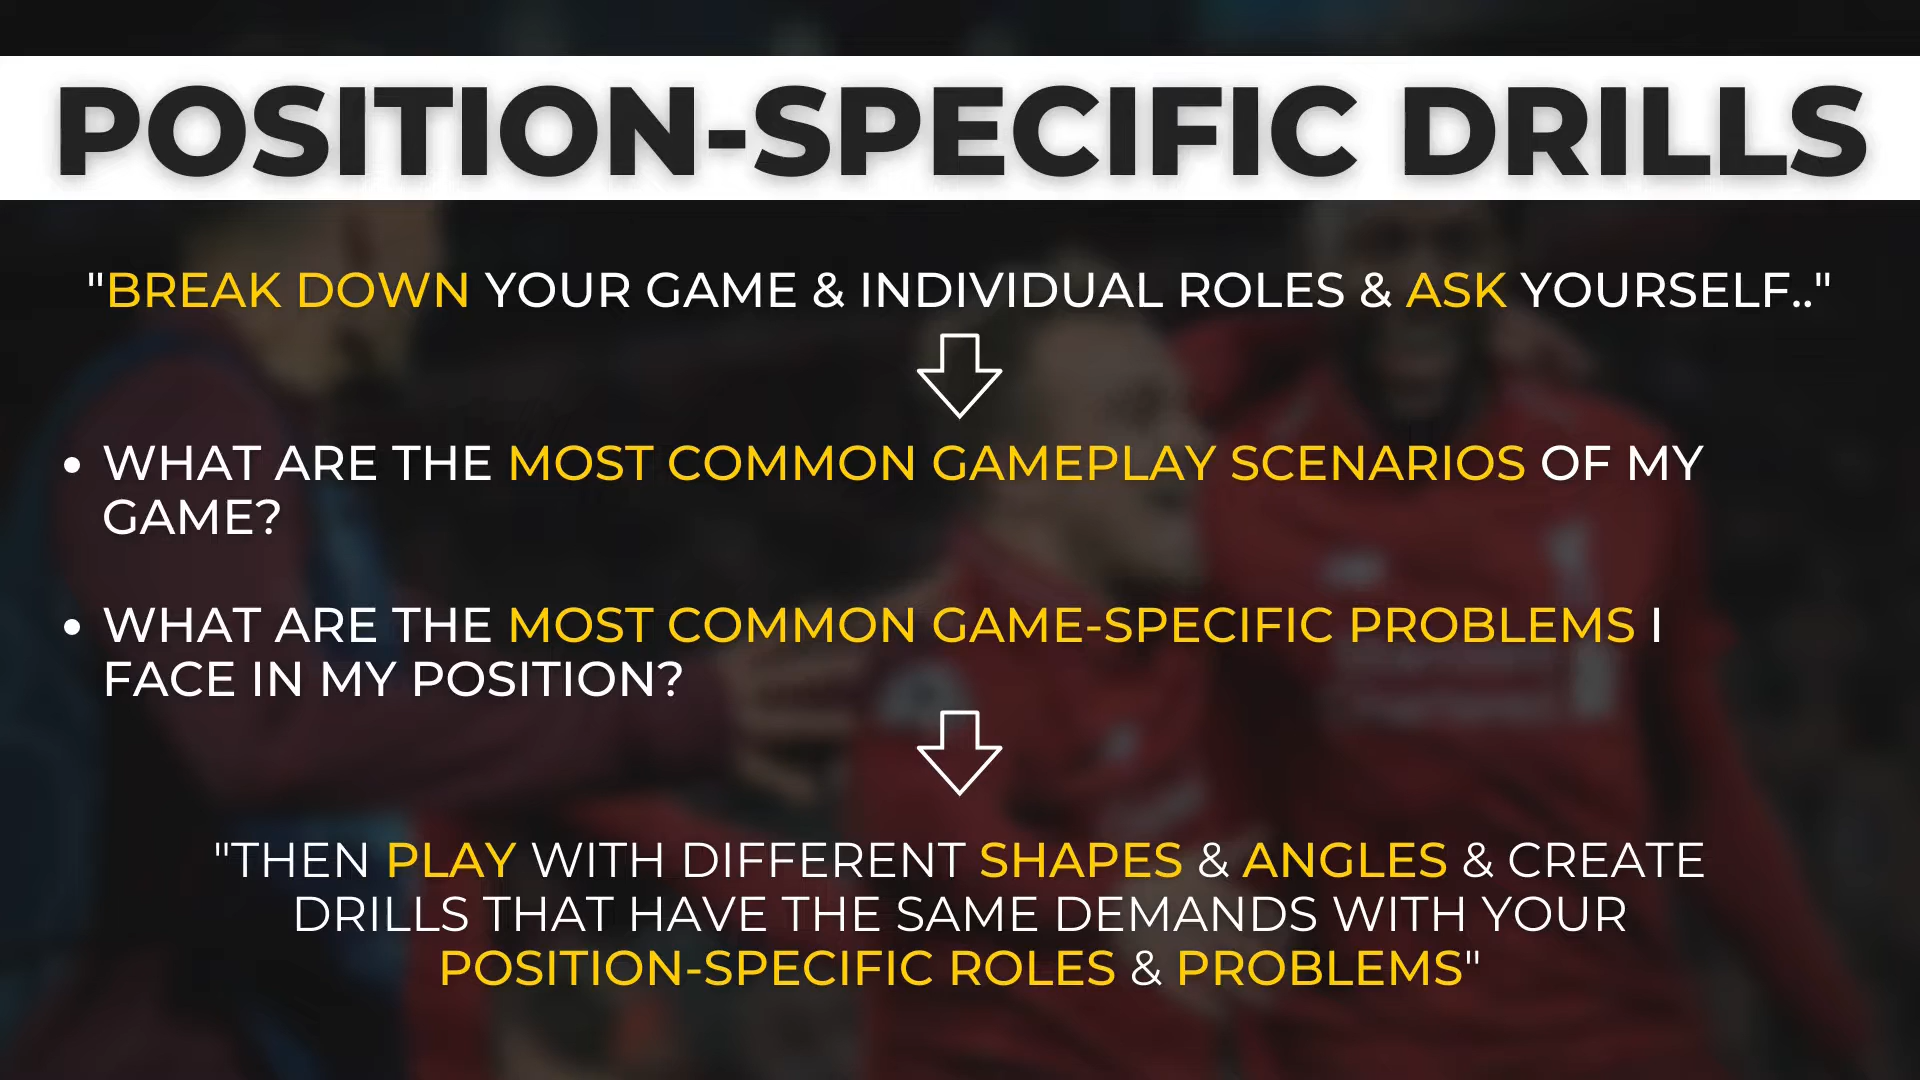 POSITION-SPECIFIC DRILLS
"BREAK DOWN YOUR GAME & INDIVIDUAL ROLES & ASK YOURSELF.."
• WHAT ARE THE MOST COMMON GAMEPLAY SCENARIOS OF MY
GAME?
• WHAT ARE THE MOST COMMON GAME-SPECIFIC PROBLEMS I
FACE IN MY POSITION?
"THEN PLAY WITH DIFFERENT SHAPES & ANGLES & CREATE
DRILLS THAT HAVE THE SAME DEMANDS WITH YOUR
POSITION-SPECIFIC ROLES & PROBLEMS"